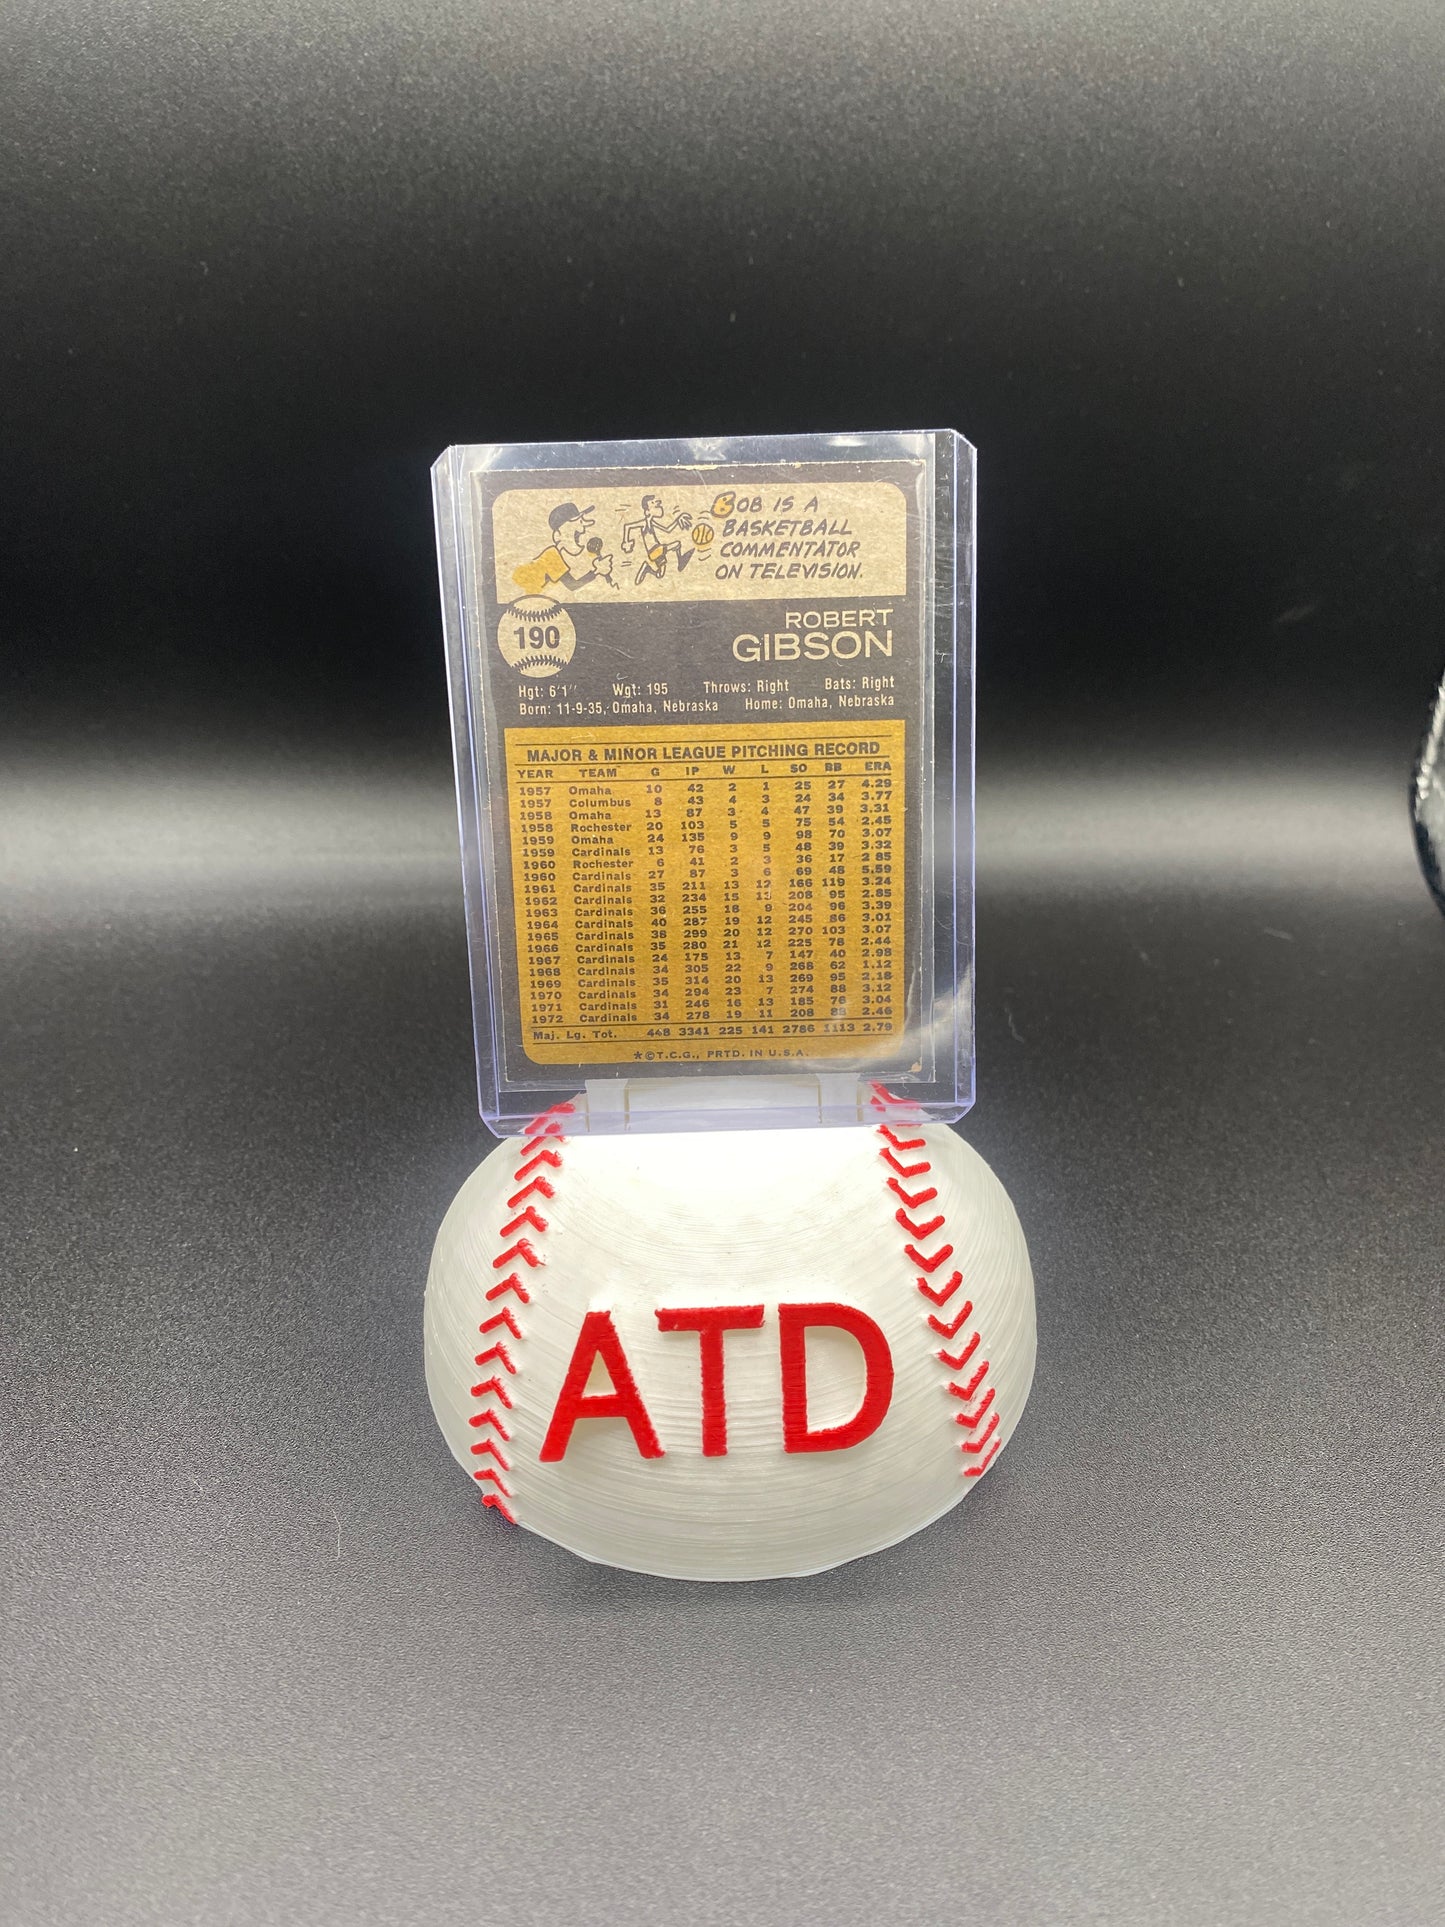 BOB IS A
BASKETBALL
COMMENTATOR
ON TELEVISION.
190
ROBERT
GIBSON
Hgt: 6'1" Wgt: 195 Throws: Right Bats: Right
Born: 11-9-35, Omaha, Nebraska Home: Omaha, Nebraska
MAJOR & MINOR LEAGUE PITCHING RECORD
YEAR TEAM G IP W L SO BB ERA
1957 Omaha 10 42 2 1 25 27 4.29
1957 Columbus 8 43 4 3 24 34 3.77
1958 Omaha 13 87 3 4 47 39 3.31
1958 Rochester 20 103 5 5 75 54 2.45
1959 Omaha 24 135 9 9 98 70 3.07
1959 Cardinals 13 76 3 5 48 39 3.32
1960 Rochester 6 41 2 3 36 17 2.85
1960 Cardinals 27 87 3 6 69 48 5.59
1961 Cardinals 35 211 13 12 166 119 3.24
1962 Cardinals 32 234 15 13 208 95 2.85
1963 Cardinals 36 255 18 9 204 96 3.39
1964 Cardinals 40 287 19 12 245 86 3.01
1965 Cardinals 38 299 20 12 270 103 3.07
1966 Cardinals 35 280 21 12 225 78 2.44
1967 Cardinals 24 175 13 7 147 40 2.98
1968 Cardinals 34 305 22 9 268 62 1.12
1969 Cardinals 35 314 20 13 269 95 2.18
1970 Cardinals 34 294 23 7 274 88 3.12
1971 Cardinals 31 246 16 13 185 76 3.04
1972 Cardinals 34 278 19 11 208 88 2.46
Maj. Lg. Tot. 448 3341 225 141 2786 1113 2.79
*©T.C.G., PRTD. IN U.S.A.
ATD